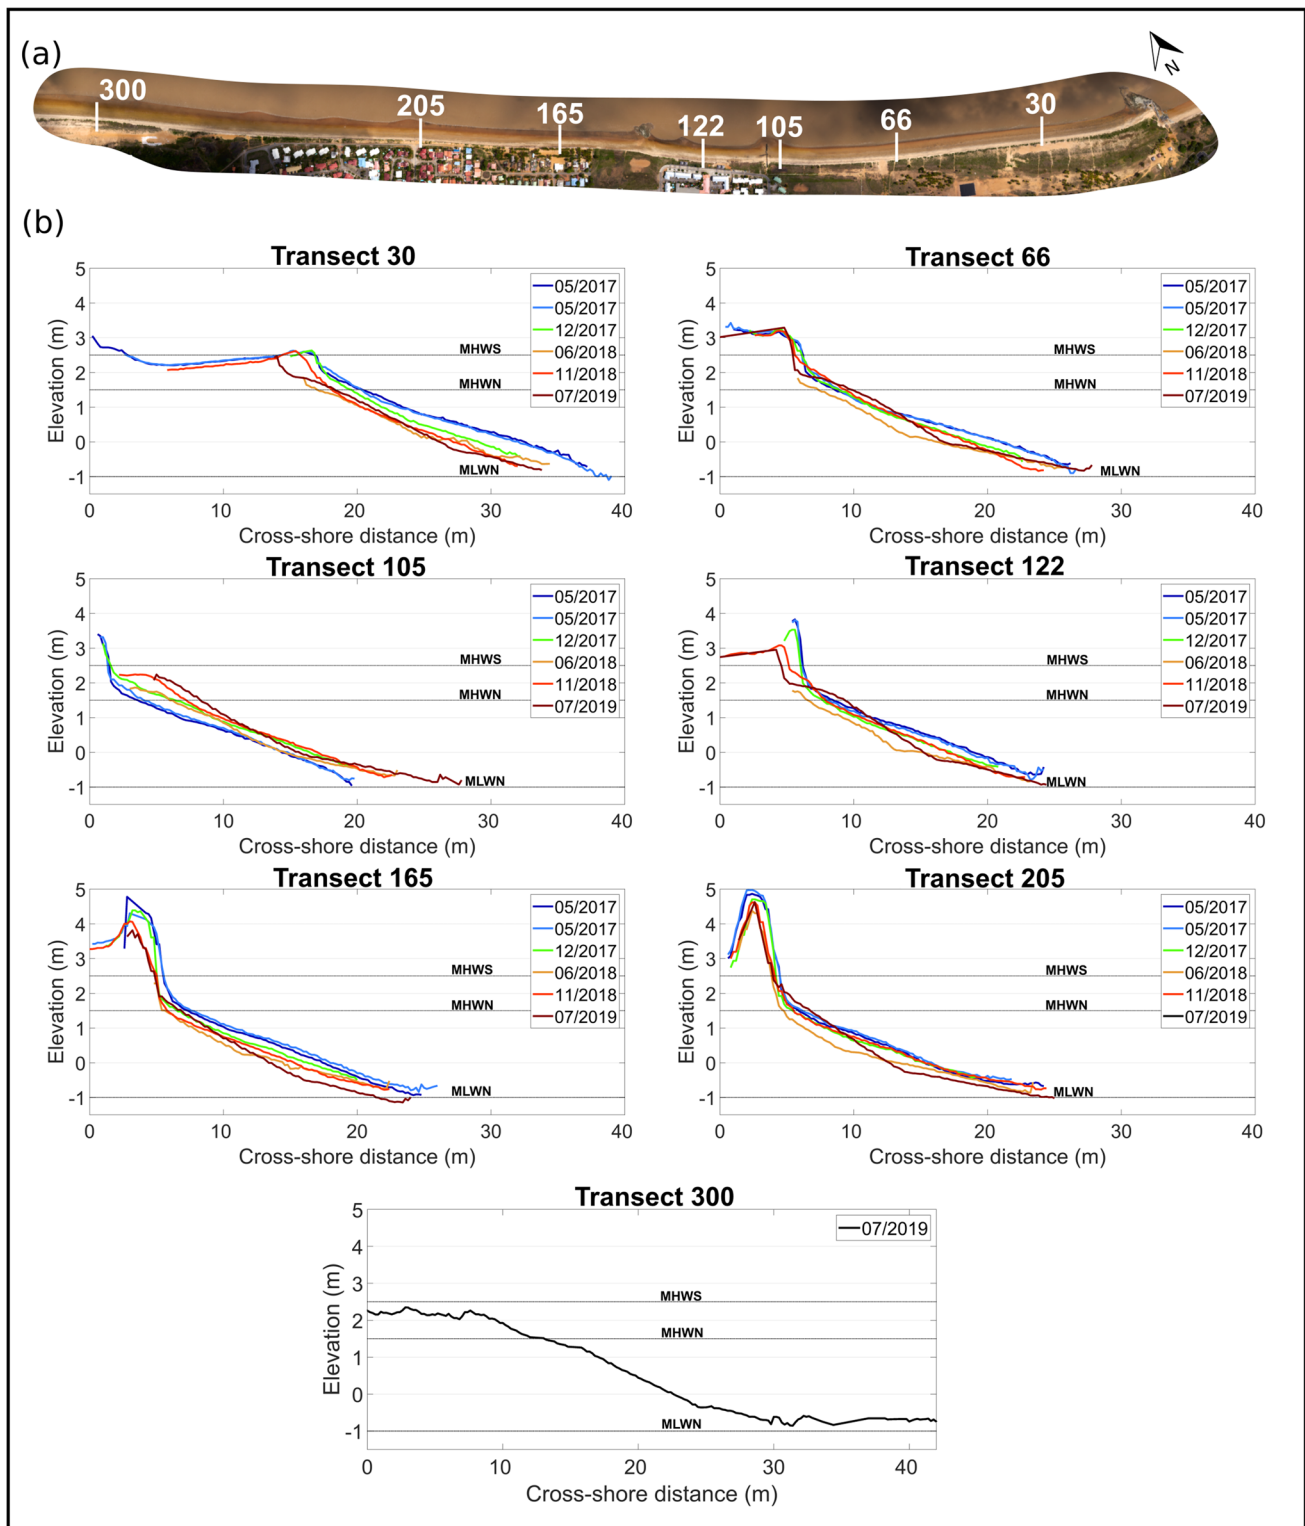 (a)
N
300
205
165
122
105
66
30
(b)
Transect 30
Elevation (m)
5
4
3
2
1
0
-1
MHWS
MHWN
MLWN
05/2017
05/2017
12/2017
06/2018
11/2018
07/2019
0 10 20 30 40
Cross-shore distance (m)
Transect 66
Elevation (m)
5
4
3
2
1
0
-1
MHWS
MHWN
MLWN
05/2017
05/2017
12/2017
06/2018
11/2018
07/2019
0 10 20 30 40
Cross-shore distance (m)
Transect 105
Elevation (m)
5
4
3
2
1
0
-1
MHWS
MHWN
MLWN
05/2017
05/2017
12/2017
06/2018
11/2018
07/2019
0 10 20 30 40
Cross-shore distance (m)
Transect 122
Elevation (m)
5
4
3
2
1
0
-1
MHWS
MHWN
MLWN
05/2017
05/2017
12/2017
06/2018
11/2018
07/2019
0 10 20 30 40
Cross-shore distance (m)
Transect 165
Elevation (m)
5
4
3
2
1
0
-1
MHWS
MHWN
MLWN
05/2017
05/2017
12/2017
06/2018
11/2018
07/2019
0 10 20 30 40
Cross-shore distance (m)
Transect 205
Elevation (m)
5
4
3
2
1
0
-1
MHWS
MHWN
MLWN
05/2017
05/2017
12/2017
06/2018
11/2018
07/2019
0 10 20 30 40
Cross-shore distance (m)
Transect 300
Elevation (m)
5
4
3
2
1
0
-1
MHWS
MHWN
MLWN
07/2019
0 10 20 30 40
Cross-shore distance (m)